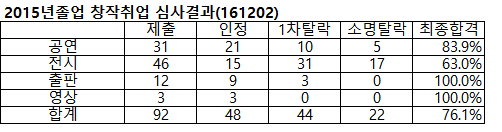 2015년졸업 창작취업 심사결과(161202)
제출 인정 1차탈락 소명탈락 최종합격
공연 31 21 10 5 83.9%
전시 46 15 31 17 63.0%
출판 12 9 3 0 100.0%
영상 3 3 0 0 100.0%
합계 92 48 44 22 76.1%